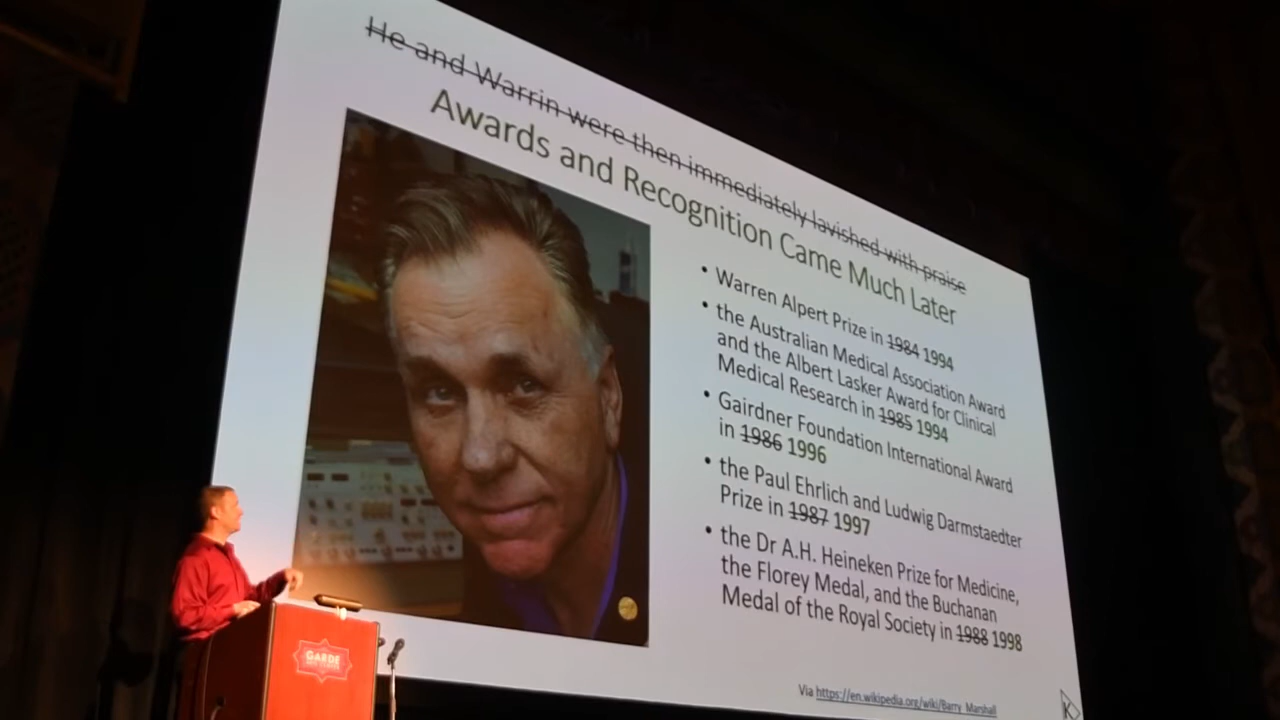 He and Warrin were then immediately lavished with praise
Awards and Recognition Came Much Later
• Warren Alpert Prize in 1984 1994
• the Australian Medical Association Award
and the Albert Lasker Award for Clinical
Medical Research in 1985 1994
• Gairdner Foundation International Award
in 1986 1996
• the Paul Ehrlich and Ludwig Darmstaedter
Prize in 1987 1997
• the Dr A.H. Heineken Prize for Medicine,
the Florey Medal, and the Buchanan
Medal of the Royal Society in 1988 1998
Via https://en.wikipedia.org/wiki/Barry_Marshall
K
GARDE
ARTS CENTER